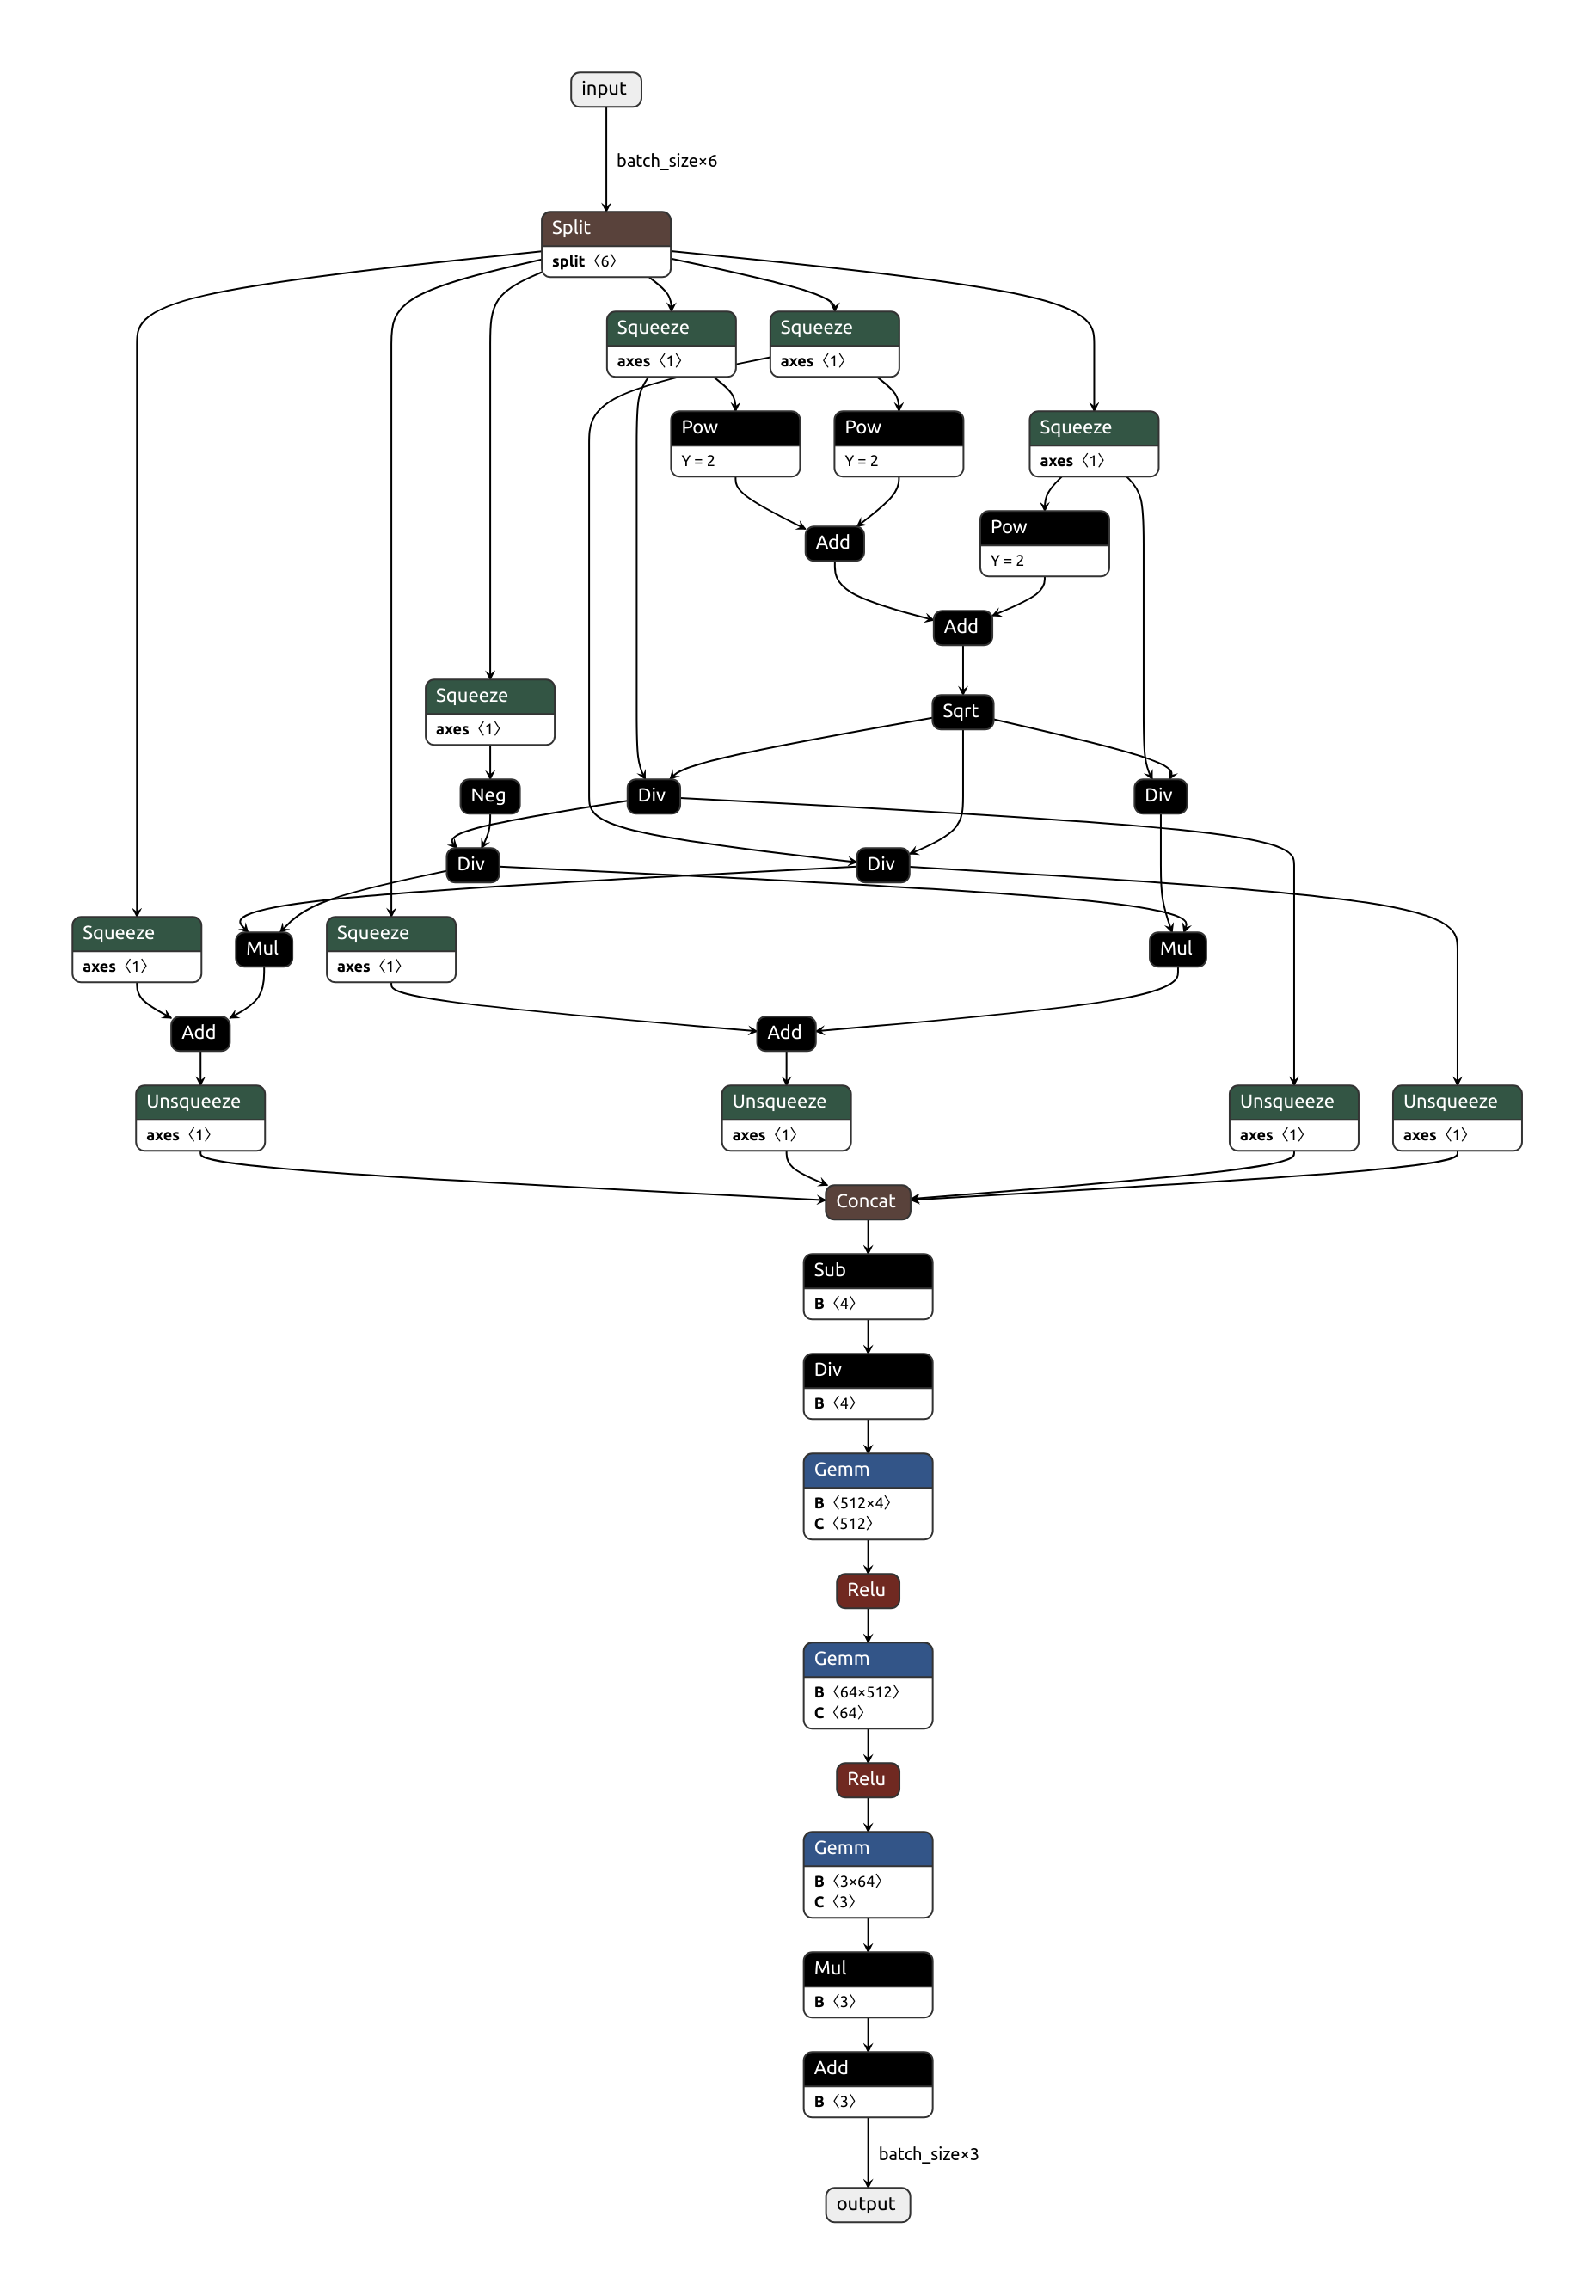 input
batch_size×6
Split
split 〈6〉
Squeeze
axes 〈1〉
Squeeze
axes 〈1〉
Pow
Y = 2
Pow
Y = 2
Squeeze
axes 〈1〉
Add
Pow
Y = 2
Add
Squeeze
axes 〈1〉
Sqrt
Neg
Div
Div
Div
Div
Squeeze
axes 〈1〉
Mul
Squeeze
axes 〈1〉
Mul
Add
Add
Unsqueeze
axes 〈1〉
Unsqueeze
axes 〈1〉
Unsqueeze
axes 〈1〉
Unsqueeze
axes 〈1〉
Concat
Sub
B 〈4〉
Div
B 〈4〉
Gemm
B 〈512×4〉
C 〈512〉
Relu
Gemm
B 〈64×512〉
C 〈64〉
Relu
Gemm
B 〈3×64〉
C 〈3〉
Mul
B 〈3〉
Add
B 〈3〉
batch_size×3
output